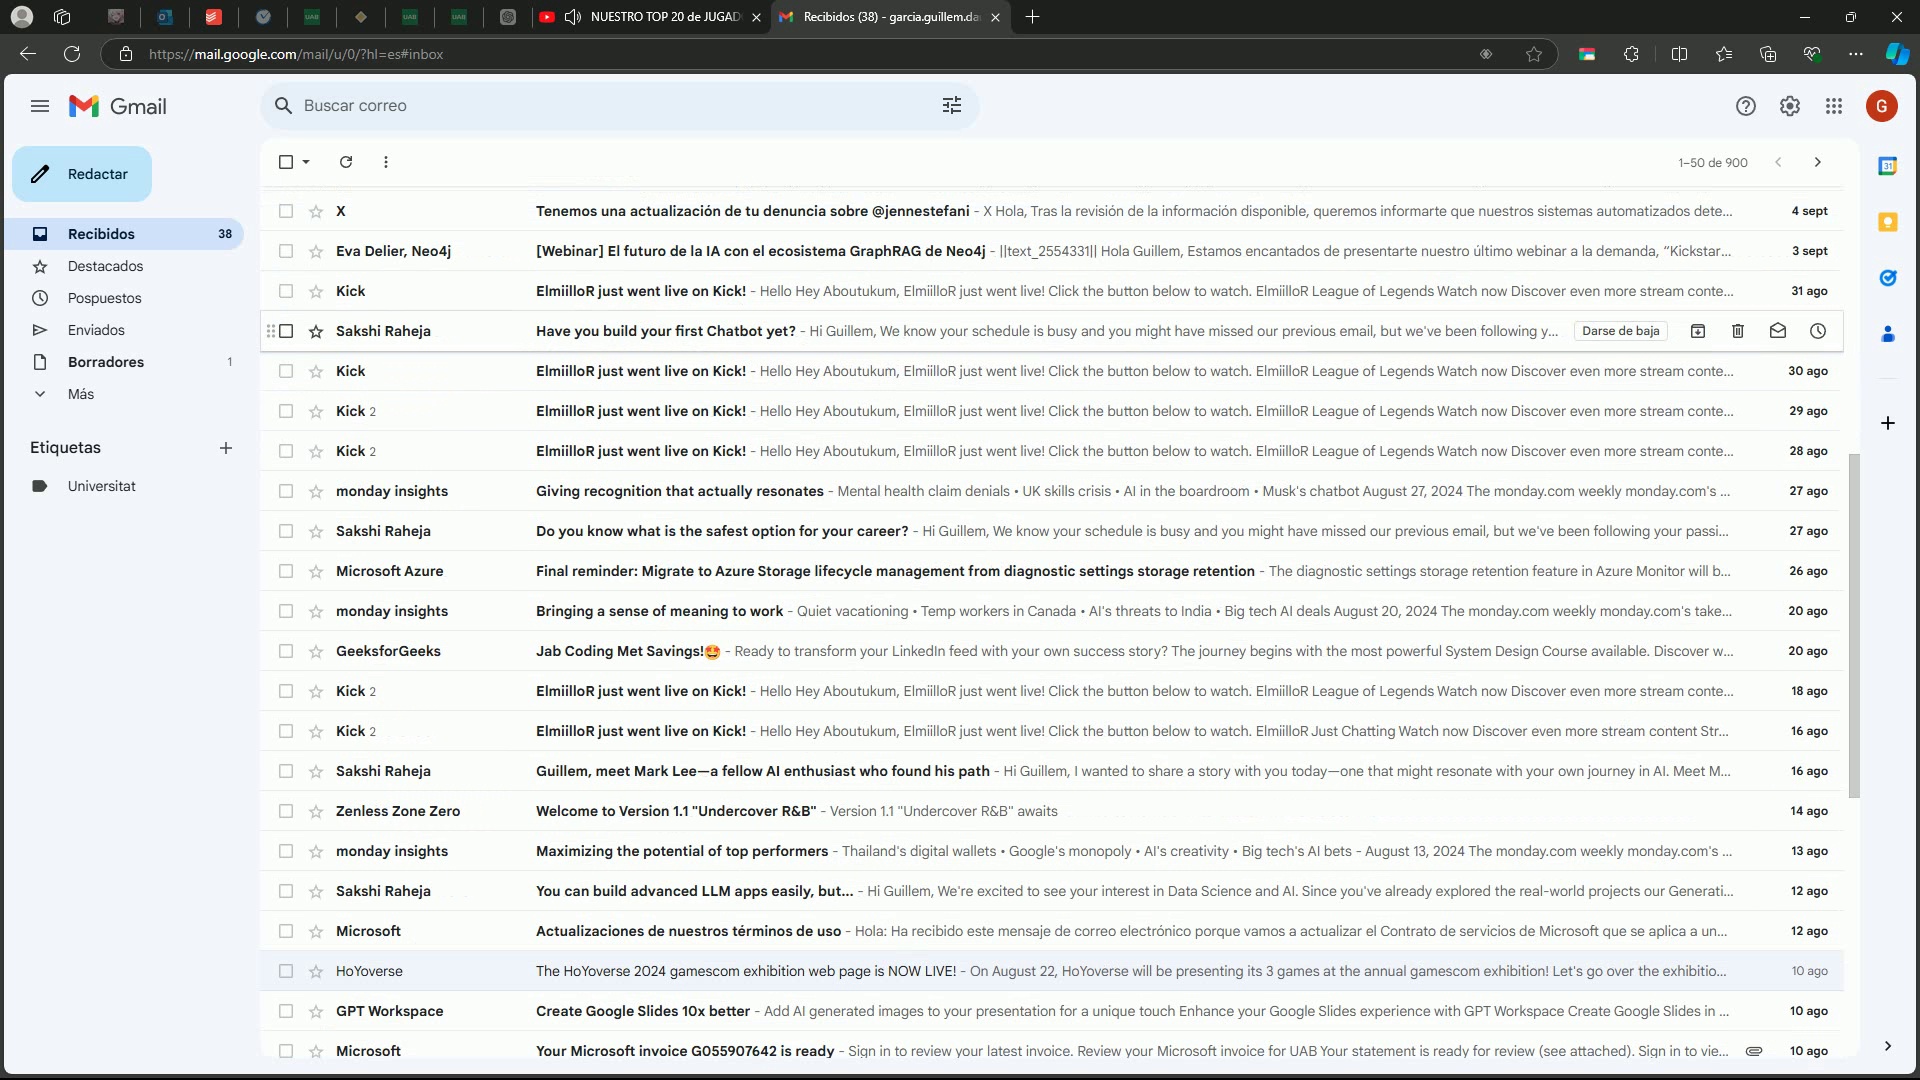 NUESTRO TOP 20 de JUGAD
Recibidos (38) - garcia.guillem.da
https://mail.google.com/mail/u/0/?hl=es#inbox
Gmail
Buscar correo
G
Redactar
1–50 de 900
Recibidos 38
Destacados
Pospuestos
Enviados
Borradores 1
Más
Etiquetas
Universitat
X Tenemos una actualización de tu denuncia sobre @jennestefani - X Hola, Tras la revisión de la información disponible, queremos informarte que nuestros sistemas automatizados dete... 4 sept
Eva Delier, Neo4j [Webinar] El futuro de la IA con el ecosistema GraphRAG de Neo4j - ||text_2554331|| Hola Guillem, Estamos encantados de presentarte nuestro último webinar a la demanda, “Kickstar... 3 sept
Kick ElmiilloR just went live on Kick! - Hello Hey Aboutukum, ElmiilloR just went live! Click the button below to watch. ElmiilloR League of Legends Watch now Discover even more stream conte... 31 ago
Sakshi Raheja Have you build your first Chatbot yet? - Hi Guillem, We know your schedule is busy and you might have missed our previous email, but we've been following y... Darse de baja
Kick ElmiilloR just went live on Kick! - Hello Hey Aboutukum, ElmiilloR just went live! Click the button below to watch. ElmiilloR League of Legends Watch now Discover even more stream conte... 30 ago
Kick 2 ElmiilloR just went live on Kick! - Hello Hey Aboutukum, ElmiilloR just went live! Click the button below to watch. ElmiilloR League of Legends Watch now Discover even more stream conte... 29 ago
Kick 2 ElmiilloR just went live on Kick! - Hello Hey Aboutukum, ElmiilloR just went live! Click the button below to watch. ElmiilloR League of Legends Watch now Discover even more stream conte... 28 ago
monday insights Giving recognition that actually resonates - Mental health claim denials • UK skills crisis • AI in the boardroom • Musk's chatbot August 27, 2024 The monday.com weekly monday.com's ... 27 ago
Sakshi Raheja Do you know what is the safest option for your career? - Hi Guillem, We know your schedule is busy and you might have missed our previous email, but we've been following your passi... 27 ago
Microsoft Azure Final reminder: Migrate to Azure Storage lifecycle management from diagnostic settings storage retention - The diagnostic settings storage retention feature in Azure Monitor will b... 26 ago
monday insights Bringing a sense of meaning to work - Quiet vacationing • Temp workers in Canada • AI's threats to India • Big tech AI deals August 20, 2024 The monday.com weekly monday.com's take... 20 ago
GeeksforGeeks Jab Coding Met Savings!🤩 - Ready to transform your LinkedIn feed with your own success story? The journey begins with the most powerful System Design Course available. Discover w... 20 ago
Kick 2 ElmiilloR just went live on Kick! - Hello Hey Aboutukum, ElmiilloR just went live! Click the button below to watch. ElmiilloR League of Legends Watch now Discover even more stream conte... 18 ago
Kick 2 ElmiilloR just went live on Kick! - Hello Hey Aboutukum, ElmiilloR just went live! Click the button below to watch. ElmiilloR Just Chatting Watch now Discover even more stream content Str... 16 ago
Sakshi Raheja Guillem, meet Mark Lee—a fellow AI enthusiast who found his path - Hi Guillem, I wanted to share a story with you today—one that might resonate with your own journey in AI. Meet M... 16 ago
Zenless Zone Zero Welcome to Version 1.1 "Undercover R&B" - Version 1.1 "Undercover R&B" awaits 14 ago
monday insights Maximizing the potential of top performers - Thailand's digital wallets • Google's monopoly • AI's creativity • Big tech's AI bets - August 13, 2024 The monday.com weekly monday.com's ... 13 ago
Sakshi Raheja You can build advanced LLM apps easily, but... - Hi Guillem, We're excited to see your interest in Data Science and AI. Since you've already explored the real-world projects our Generati... 12 ago
Microsoft Actualizaciones de nuestros términos de uso - Hola: Ha recibido este mensaje de correo electrónico porque vamos a actualizar el Contrato de servicios de Microsoft que se aplica a un... 12 ago
HoYoverse The HoYoverse 2024 gamescom exhibition web page is NOW LIVE! - On August 22, HoYoverse will be presenting its 3 games at the annual gamescom exhibition! Let's go over the exhibitio... 10 ago
GPT Workspace Create Google Slides 10x better - Add AI generated images to your presentation for a unique touch Enhance your Google Slides experience with GPT Workspace Create Google Slides in ... 10 ago
Microsoft Your Microsoft invoice G055907642 is ready - Sign in to review your latest invoice. Review your Microsoft invoice for UAB Your statement is ready for review (see attached). Sign in to vie... 10 ago